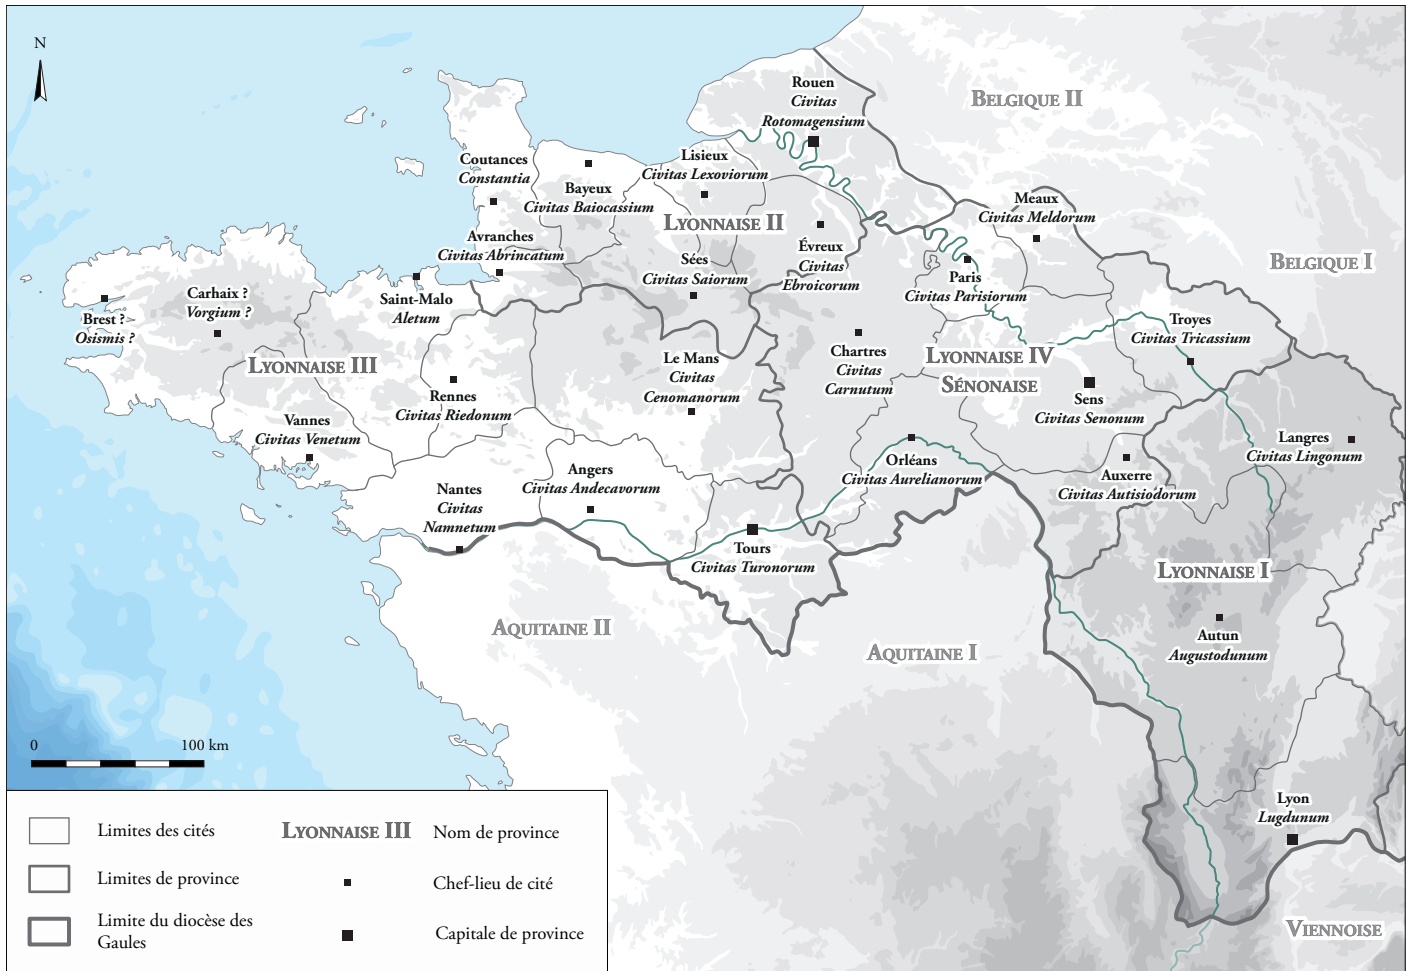 N
Rouen
Civitas
Rotomagensium
BELGIQUE II
Coutances
Constantia
Lisieux
Civitas Lexoviorum
Bayeux
Civitas Baiocassium
Meaux
Civitas Meldorum
LYONNAISE II
Avranches
Civitas Abrincatum
Évreux
Civitas
Ebroicorum
Sées
Civitas Saiorum
BELGIQUE I
Paris
Civitas Parisiorum
Carhaix ?
Vorgium ?
Saint-Malo
Aletum
Brest ?
Osismis ?
Troyes
Civitas Tricassium
LYONNAISE III
Le Mans
Civitas
Cenomanorum
Chartres
Civitas
Carnutum
LYONNAISE IV
SÉNONAISE
Rennes
Civitas Riedonum
Sens
Civitas Senonum
Vannes
Civitas Venetum
Langres
Civitas Lingonum
Orléans
Civitas Aurelianorum
Angers
Civitas Andecavorum
Auxerre
Civitas Autisiodorum
Nantes
Civitas
Namnetum
Tours
Civitas Turonorum
LYONNAISE I
AQUITAINE II
AQUITAINE I
Autun
Augustodunum
0 100 km
Lyon
Lugdunum
VIENNOISE
Limites des cités
LYONNAISE III Nom de province
Limites de province
Chef-lieu de cité
Limite du diocèse des
Gaules
Capitale de province